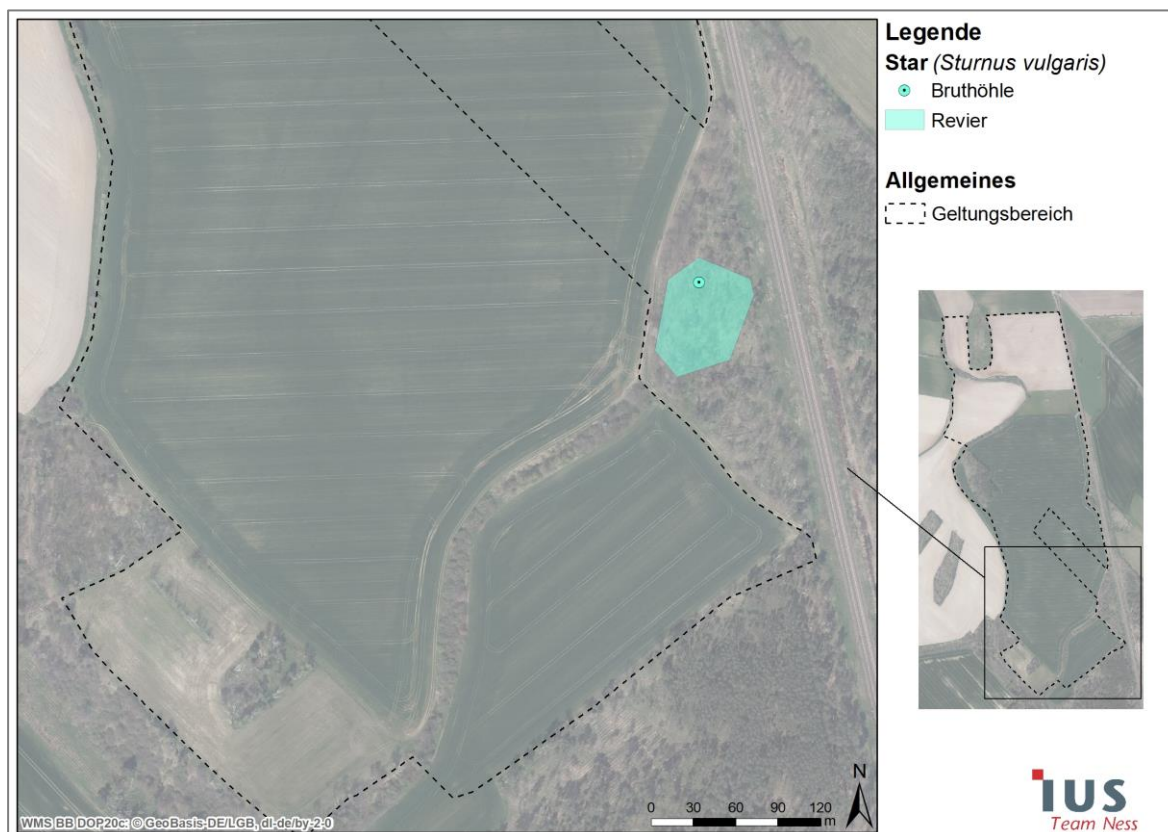 Legende
Star (Sturnus vulgaris)
Bruthöhle
Revier
Allgemeines
Geltungsbereich
N
0 30 60 90 120
m
WMS BB DOP20c: © GeoBasis-DE/LGB, dl-de/by-2-0
IUS
Team Ness